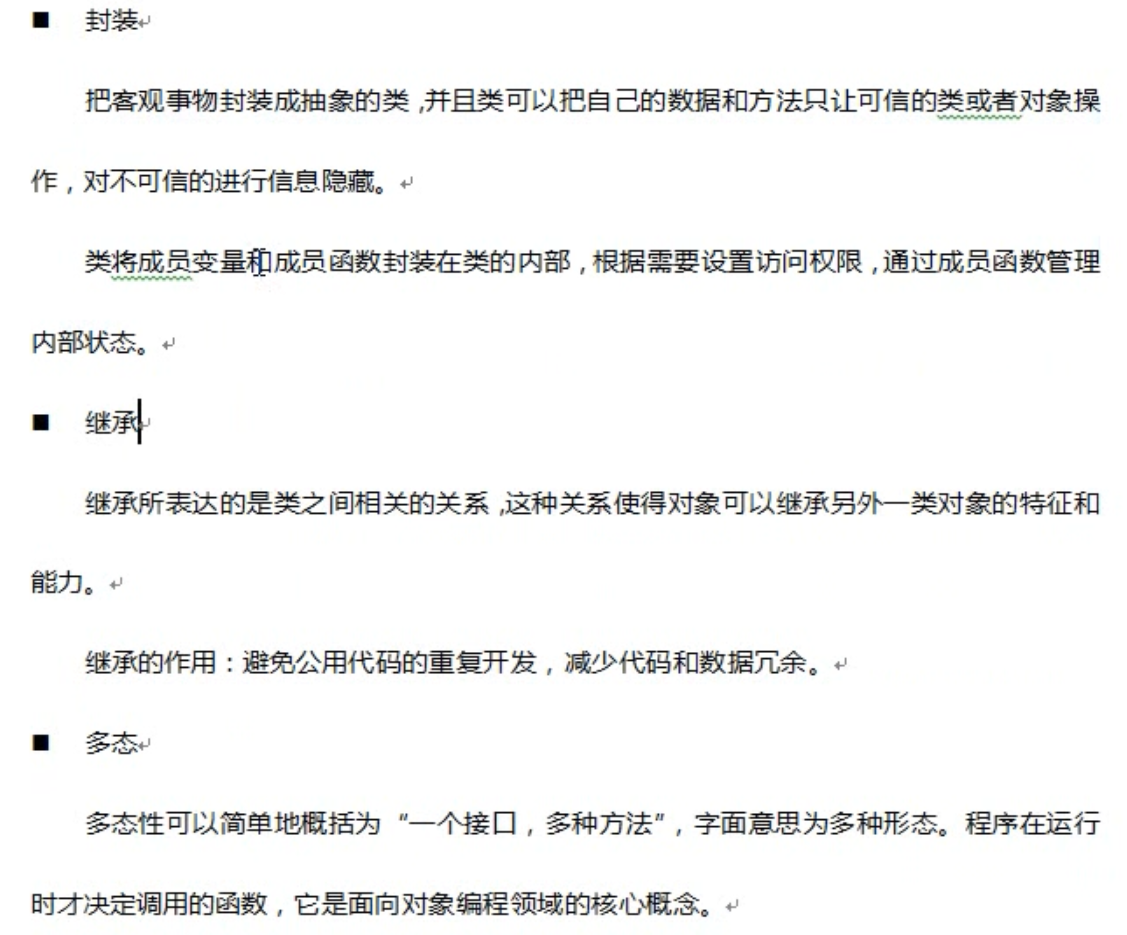 ■ 封装
把客观事物封装成抽象的类,并且类可以把自己的数据和方法只让可信的类或者对象操
作，对不可信的进行信息隐藏。
类将成员变量和成员函数封装在类的内部，根据需要设置访问权限,通过成员函数管理
内部状态。
■ 继承
继承所表达的是类之间相关的关系,这种关系使得对象可以继承另外一类对象的特征和
能力。
继承的作用：避免公用代码的重复开发，减少代码和数据冗余。
■ 多态
多态性可以简单地概括为“一个接口，多种方法”，字面意思为多种形态。程序在运行
时才决定调用的函数，它是面向对象编程领域的核心概念。